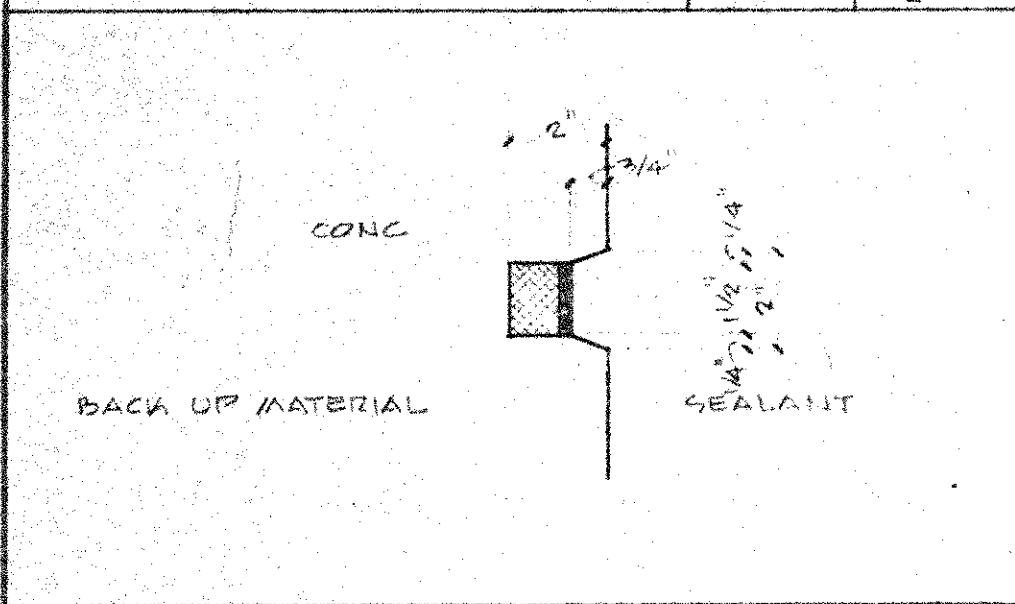 2"
3/4"
CONC
1/4"
1 1/2"
2"
1/4"
BACK UP MATERIAL
SEALANT